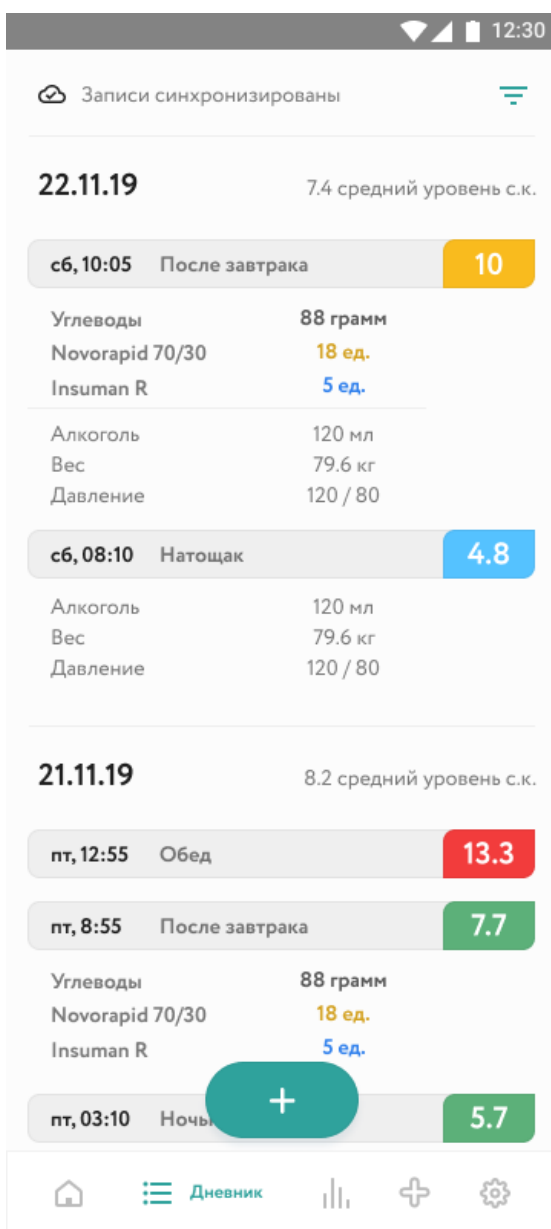 12:30
Записи синхронизированы
22.11.19 7.4 средний уровень с.к.
сб, 10:05 После завтрака 10
Углеводы 88 грамм
Novorapid 70/30 18 ед.
Insuman R 5 ед.
Алкоголь 120 мл
Вес 79.6 кг
Давление 120 / 80
сб, 08:10 Натощак 4.8
Алкоголь 120 мл
Вес 79.6 кг
Давление 120 / 80
21.11.19 8.2 средний уровень с.к.
пт, 12:55 Обед 13.3
пт, 8:55 После завтрака 7.7
Углеводы 88 грамм
Novorapid 70/30 18 ед.
Insuman R 5 ед.
пт, 03:10 5.7
Дневник